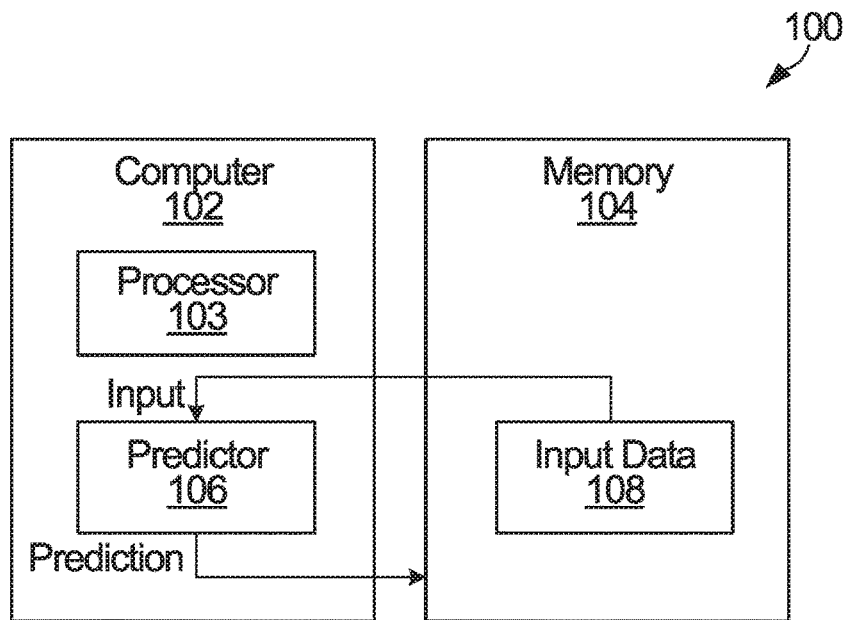 100
Computer
102
Memory
104
Processor
103
Input
Predictor
106
Input Data
108
Prediction